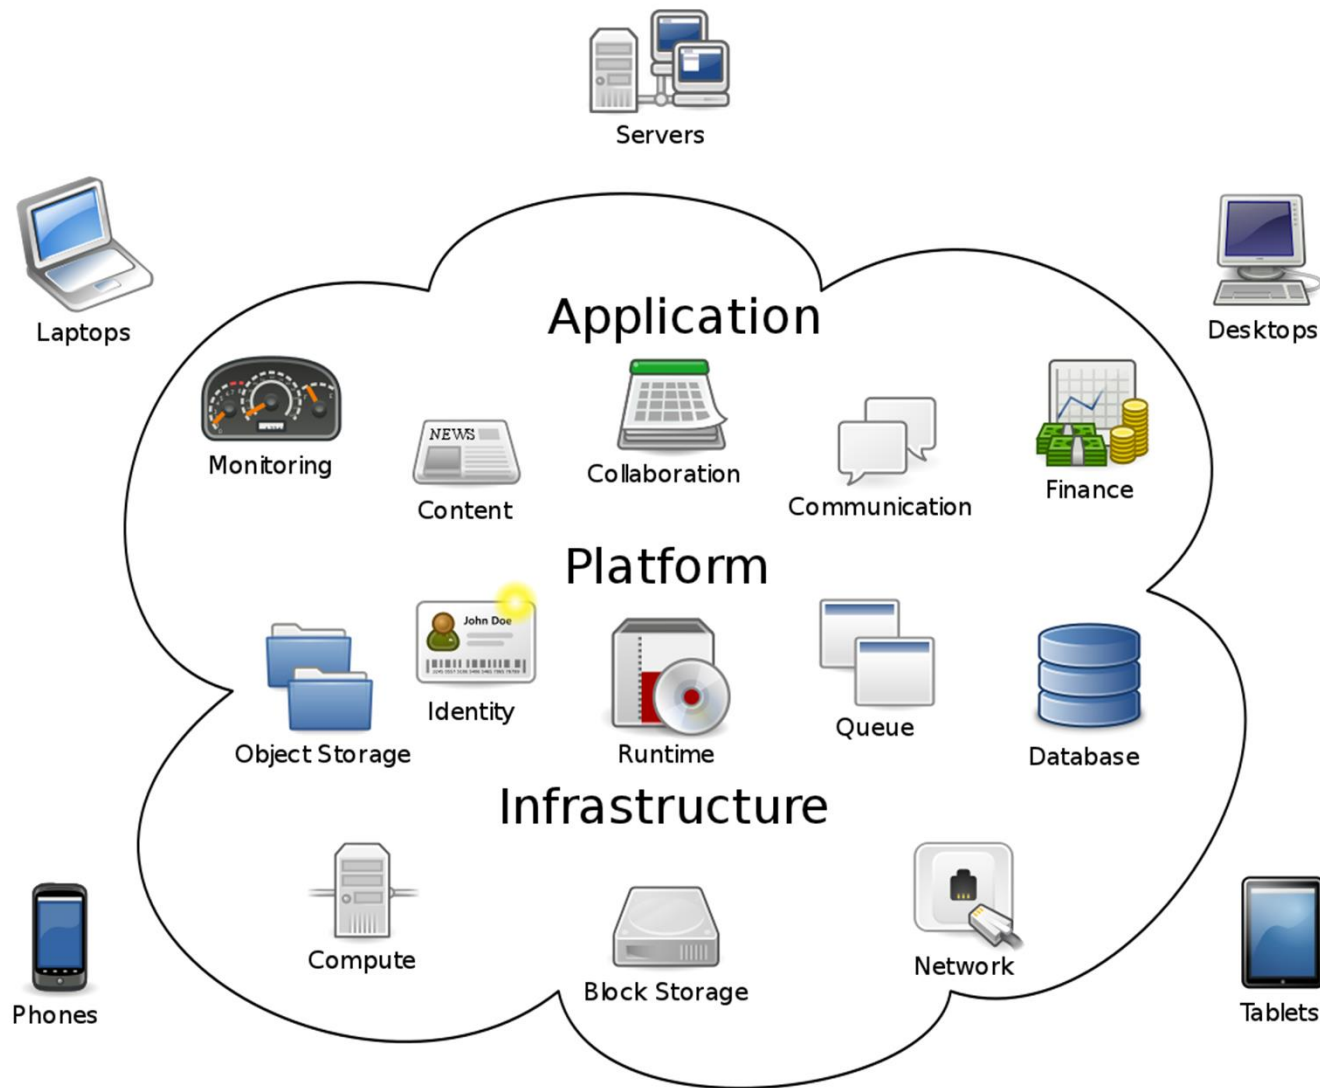 Servers
Laptops
Desktops
Application
Monitoring
NEWS
Content
Collaboration
Communication
Finance
Platform
John Doe
Identity
Object Storage
Runtime
Queue
Database
Infrastructure
Compute
Block Storage
Network
Phones
Tablets